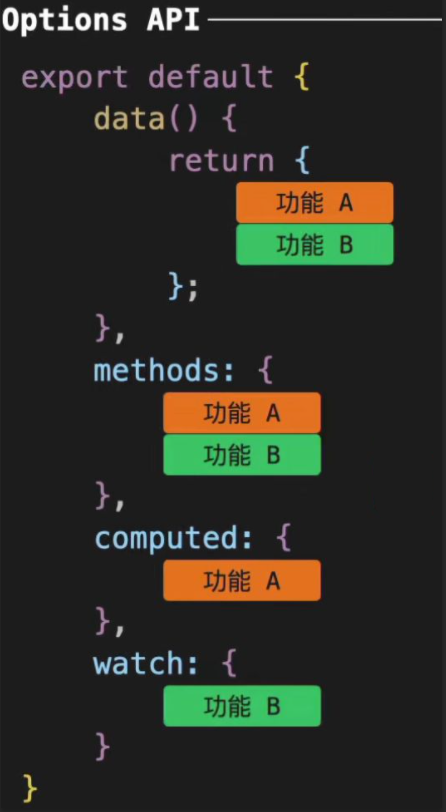 Options API
export default {
data() {
return {
功能 A
功能 B
};
},
methods: {
功能 A
功能 B
},
computed: {
功能 A
},
watch: {
功能 B
}
}